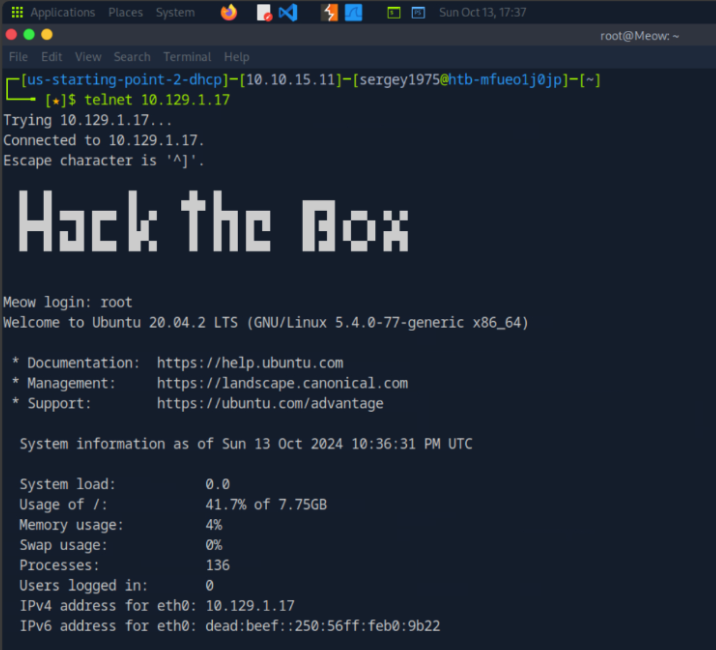 Applications Places System Sun Oct 13, 17:37
root@Meow: ~
File Edit View Search Terminal Help
┌─[us-starting-point-2-dhcp]─[10.10.15.11]─[sergey1975@htb-mfueo1j0jp]─[~]
└──╼ [★]$ telnet 10.129.1.17
Trying 10.129.1.17...
Connected to 10.129.1.17.
Escape character is '^]'.
Hack The Box
Meow login: root
Welcome to Ubuntu 20.04.2 LTS (GNU/Linux 5.4.0-77-generic x86_64)
* Documentation: https://help.ubuntu.com
* Management: https://landscape.canonical.com
* Support: https://ubuntu.com/advantage
System information as of Sun 13 Oct 2024 10:36:31 PM UTC
System load: 0.0
Usage of /: 41.7% of 7.75GB
Memory usage: 4%
Swap usage: 0%
Processes: 136
Users logged in: 0
IPv4 address for eth0: 10.129.1.17
IPv6 address for eth0: dead:beef::250:56ff:feb0:9b22